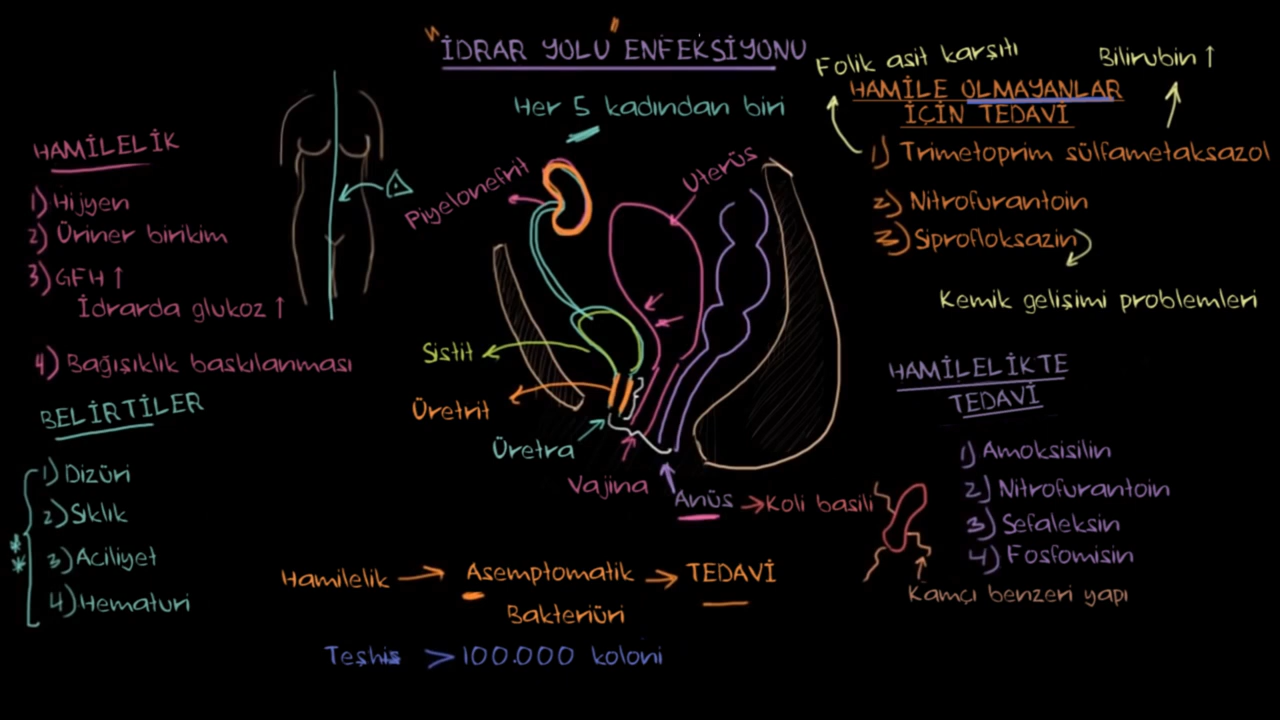 "İDRAR YOLU" ENFEKSİYONU
Her 5 kadından biri
HAMİLELİK
1) Hijyen
2) Üriner birikim
3) GFH ↑
İdrarda glukoz ↑
4) Bağışıklık baskılanması
BELİRTİLER
1) Dizüri
2) Sıklık
3) Aciliyet
4) Hematüri
Piyelonefrit
Uterüs
Sistit
Üretrit
Üretra
Vajina
Anüs → Koli basili
Kamçı benzeri yapı
Hamilelik → Asemptomatik → TEDAVİ
Bakteriüri
Teşhis > 100.000 koloni
Folik asit karşıtı
Bilirubin ↑
HAMİLE OLMAYANLAR
İÇİN TEDAVİ
1) Trimetoprim sülfametaksazol
2) Nitrofurantoin
3) Siprofloksazin
Kemik gelişimi problemleri
HAMİLELİKTE
TEDAVİ
1) Amoksisilin
2) Nitrofurantoin
3) Sefaleksin
4) Fosfomisin